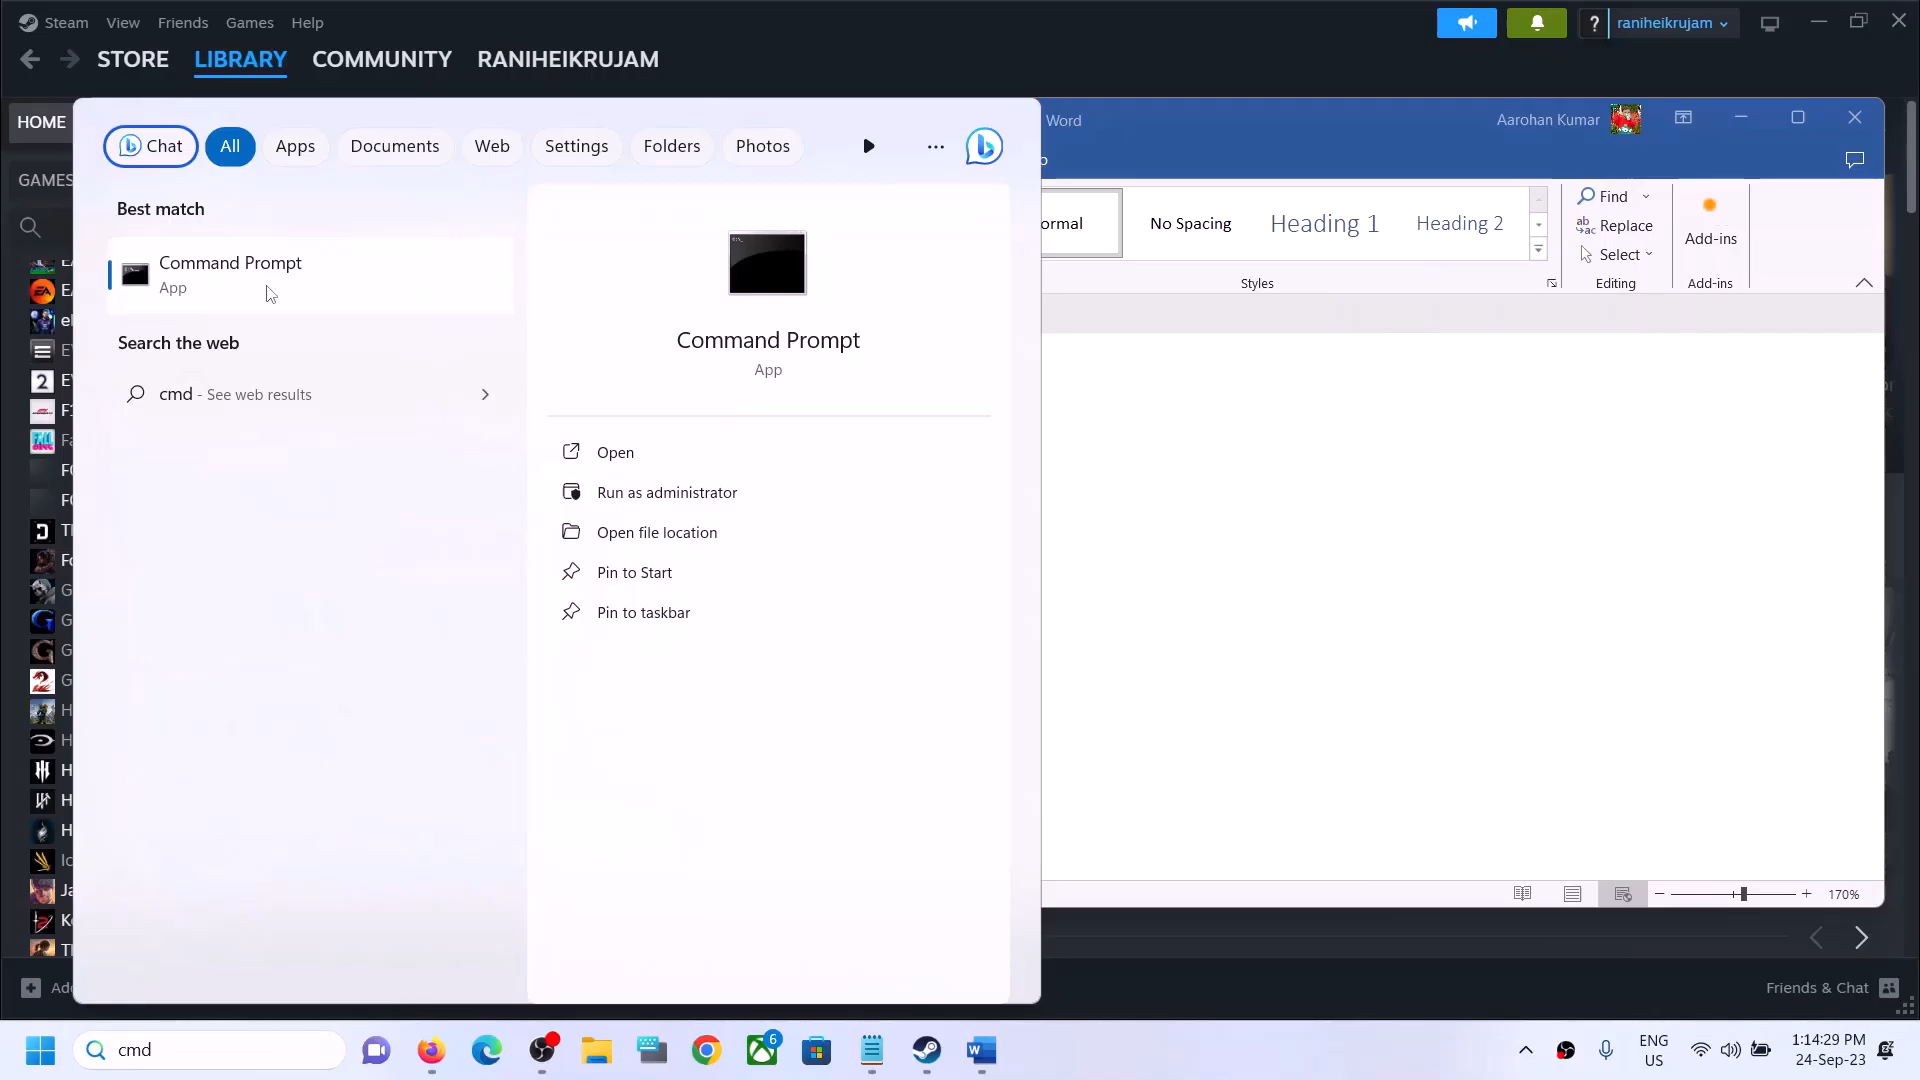 Steam View Friends Games Help
? raniheikrujam
STORE LIBRARY COMMUNITY RANIHEIKRUJAM
HOME
GAMES
Chat All Apps Documents Web Settings Folders Photos
Best match
Command Prompt
App
Search the web
cmd - See web results
Command Prompt
App
Open
Run as administrator
Open file location
Pin to Start
Pin to taskbar
Word
Aarohan Kumar
No Spacing Heading 1 Heading 2
Styles
Find
Replace
Select
Editing
Add-ins
Add-ins
170%
Friends & Chat
cmd
6
ENG
US
1:14:29 PM
24-Sep-23